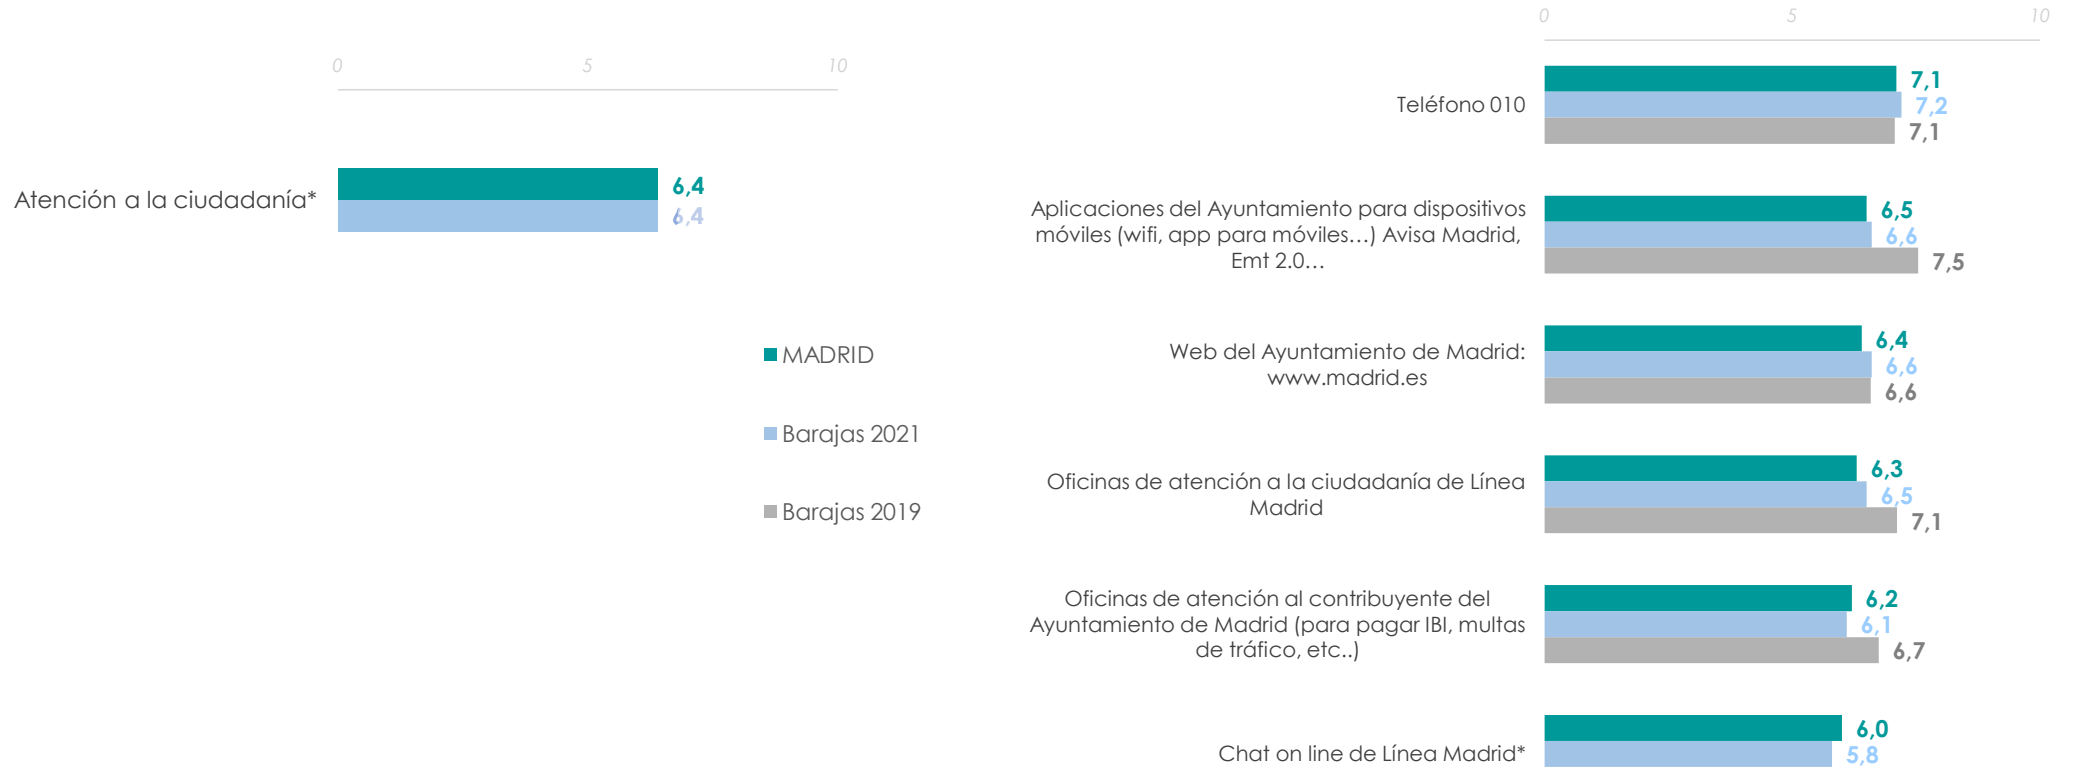 0 5 10
Atención a la ciudadanía*
6,4
6,4
MADRID
Barajas 2021
Barajas 2019
0 5 10
Teléfono 010
7,1
7,2
7,1
Aplicaciones del Ayuntamiento para dispositivos
móviles (wifi, app para móviles…) Avisa Madrid,
Emt 2.0…
6,5
6,6
7,5
Web del Ayuntamiento de Madrid:
www.madrid.es
6,4
6,6
6,6
Oficinas de atención a la ciudadanía de Línea
Madrid
6,3
6,5
7,1
Oficinas de atención al contribuyente del
Ayuntamiento de Madrid (para pagar IBI, multas
de tráfico, etc..)
6,2
6,1
6,7
Chat on line de Línea Madrid*
6,0
5,8